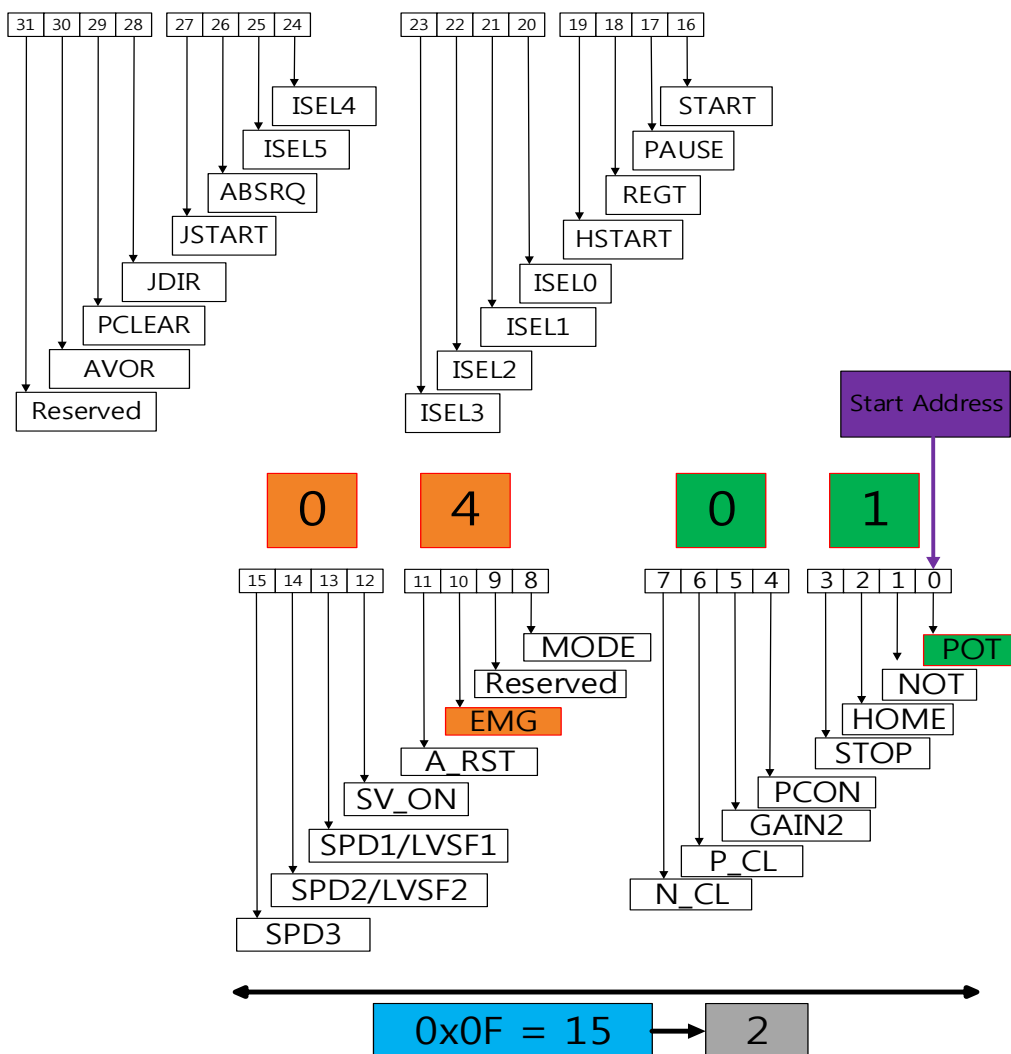 31 30 29 28 27 26 25 24 23 22 21 20 19 18 17 16
ISEL4
ISEL5
ABSRQ
JSTART
JDIR
PCLEAR
AVOR
Reserved
START
PAUSE
REGT
HSTART
ISEL0
ISEL1
ISEL2
ISEL3
Start Address
0 4 0 1
15 14 13 12 11 10 9 8 7 6 5 4 3 2 1 0
MODE
Reserved
EMG
A_RST
SV_ON
SPD1/LVSF1
SPD2/LVSF2
SPD3
POT
NOT
HOME
STOP
PCON
GAIN2
P_CL
N_CL
0x0F = 15 2